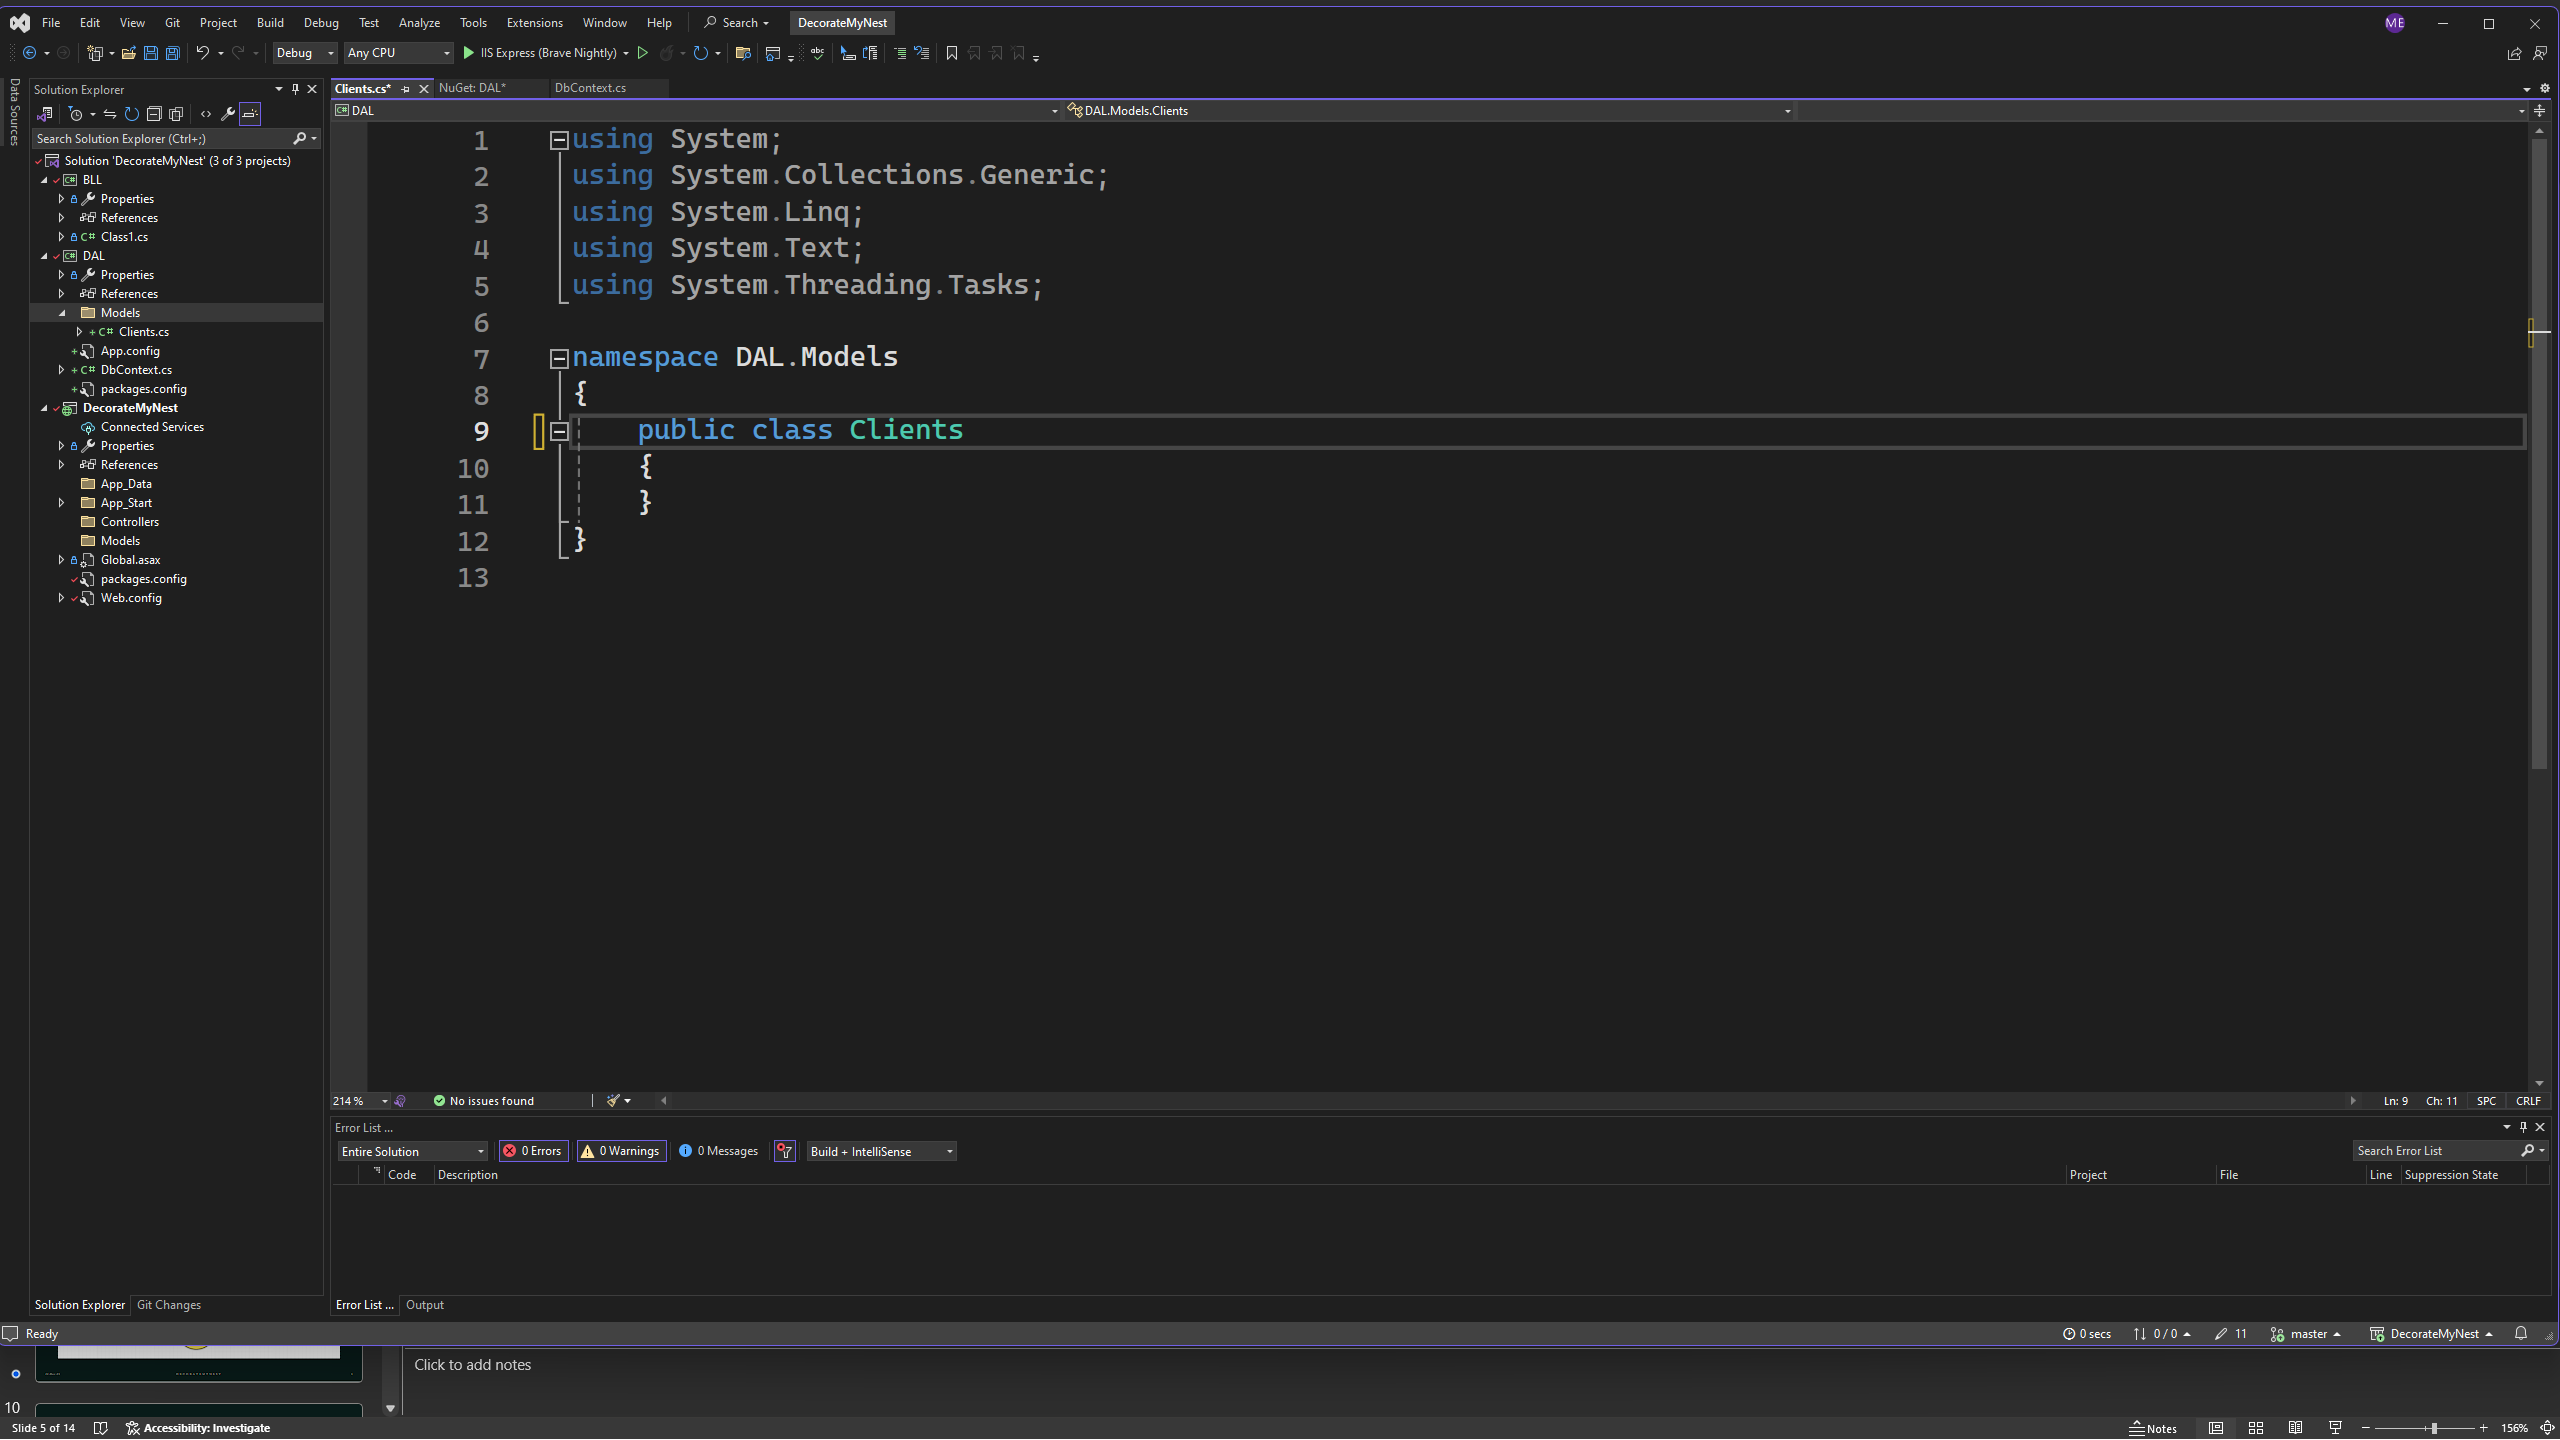 File Edit View Git Project Build Debug Test Analyze Tools Extensions Window Help Search DecorateMyNest ME
Debug Any CPU IIS Express (Brave Nightly) abc
Data Sources
Solution Explorer
Search Solution Explorer (Ctrl+;)
Solution 'DecorateMyNest' (3 of 3 projects)
C# BLL
Properties
References
C# Class1.cs
C# DAL
Properties
References
Models
C# Clients.cs
App.config
C# DbContext.cs
packages.config
DecorateMyNest
Connected Services
Properties
References
App_Data
App_Start
Controllers
Models
Global.asax
packages.config
Web.config
Solution Explorer Git Changes
Clients.cs* NuGet: DAL* DbContext.cs
C# DAL DAL.Models.Clients
1 using System;
2 using System.Collections.Generic;
3 using System.Linq;
4 using System.Text;
5 using System.Threading.Tasks;
6
7 namespace DAL.Models
8 {
9 public class Clients
10 {
11 }
12 }
13
214 % No issues found Ln: 9 Ch: 11 SPC CRLF
Error List ...
Entire Solution 0 Errors 0 Warnings 0 Messages Build + IntelliSense Search Error List
Code Description Project File Line Suppression State
Error List ... Output
Ready 0 secs 0 / 0 11 master DecorateMyNest
Click to add notes
10
Slide 5 of 14 Accessibility: Investigate Notes 156%